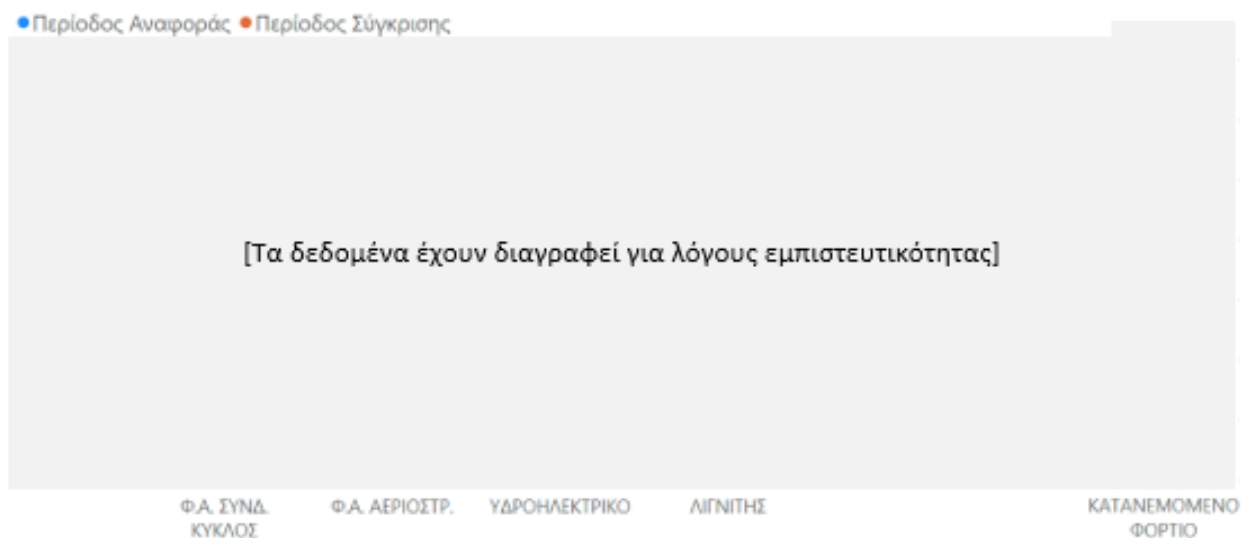 Περίοδος Αναφοράς Περίοδος Σύγκρισης
[Τα δεδομένα έχουν διαγραφεί για λόγους εμπιστευτικότητας]
Φ.Α. ΣΥΝΔ. Φ.Α. ΑΕΡΙΟΣΤΡ. ΥΔΡΟΗΛΕΚΤΡΙΚΟ ΛΙΓΝΙΤΗΣ ΚΑΤΑΝΕΜΟΜΕΝΟ
ΚΥΚΛΟΣ ΦΟΡΤΙΟ